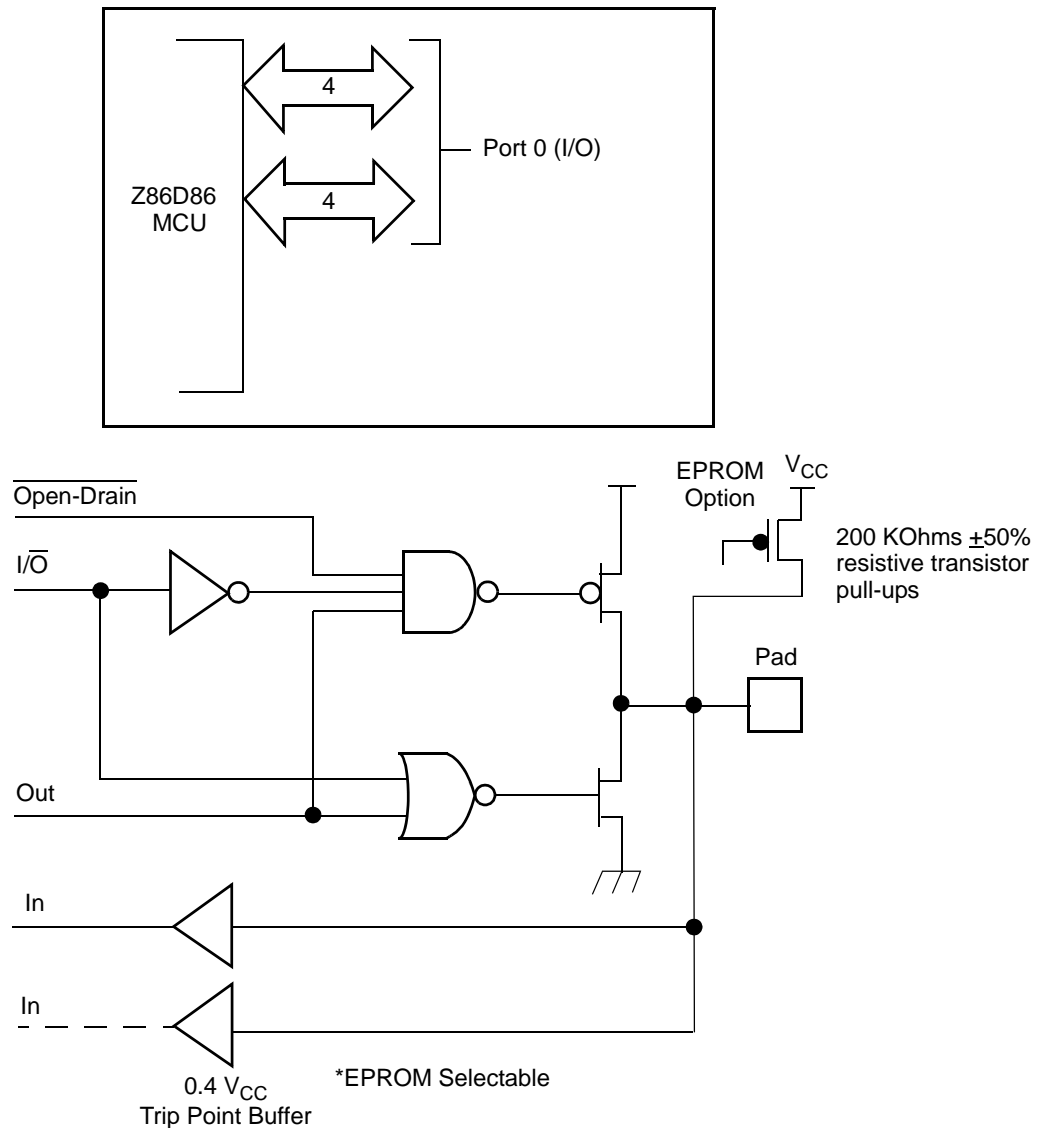 4
Port 0 (I/O)
Z86D86
MCU
4
Open-Drain
I/O
EPROM
Option
VCC
200 KOhms ±50%
resistive transistor
pull-ups
Pad
Out
In
In
0.4 VCC
Trip Point Buffer
*EPROM Selectable